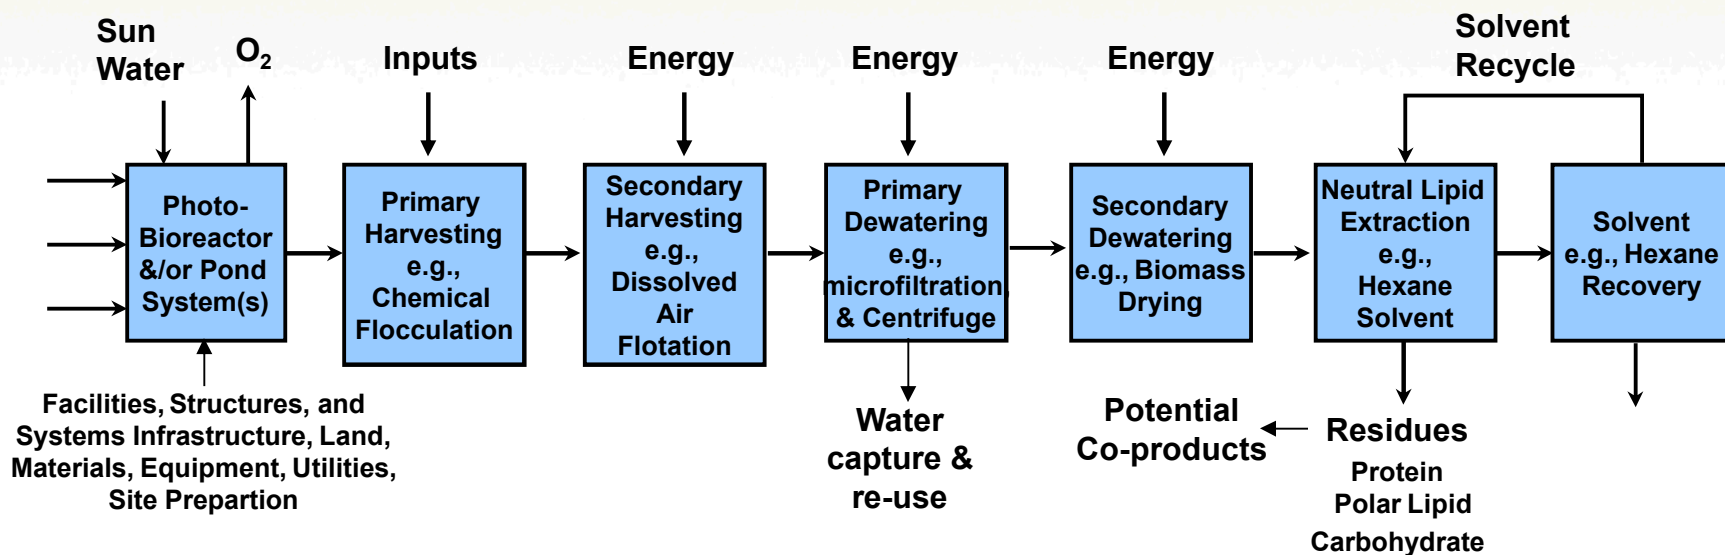 Sun
Water
O₂
Inputs
Energy
Energy
Energy
Solvent
Recycle
Photo-
Bioreactor
&/or Pond
System(s)
Primary
Harvesting
e.g.,
Chemical
Flocculation
Secondary
Harvesting
e.g.,
Dissolved
Air
Flotation
Primary
Dewatering
e.g.,
microfiltration,
& Centrifuge
Secondary
Dewatering
e.g., Biomass
Drying
Neutral Lipid
Extraction
e.g.,
Hexane
Solvent
Solvent
e.g., Hexane
Recovery
Facilities, Structures, and
Systems Infrastructure, Land,
Materials, Equipment, Utilities,
Site Prepartion
Water
capture &
re-use
Potential
Co-products
Residues
Protein
Polar Lipid
Carbohydrate